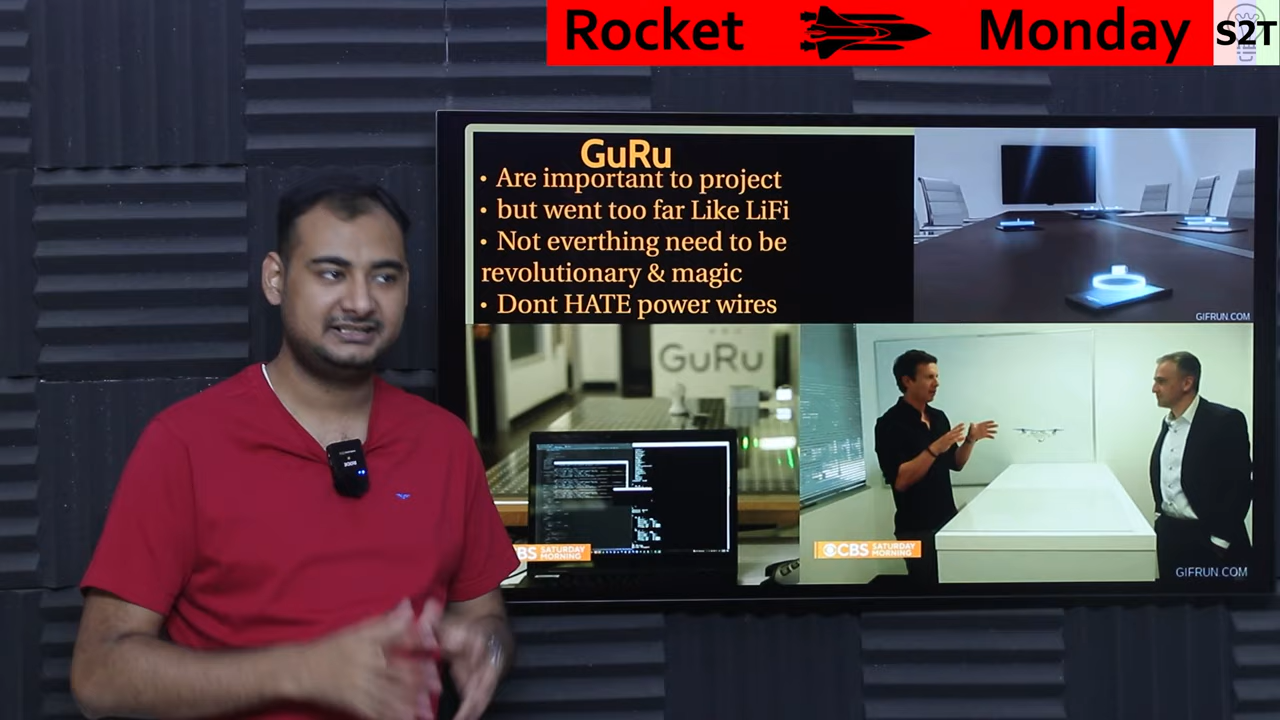 Rocket Monday S2T
GuRu
• Are important to project
• but went too far Like LiFi
• Not everthing need to be
revolutionary & magic
• Dont HATE power wires
GIFRUN.COM
GuRu
BS SATURDAY
MORNING
CBS SATURDAY
MORNING
GIFRUN.COM